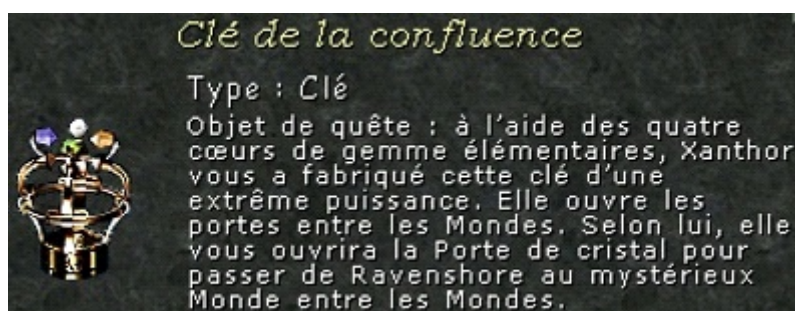 Clé de la confluence
Type : Clé
Objet de quête : à l'aide des quatre
cœurs de gemme élémentaires, Xanthor
vous a fabriqué cette clé d'une
extrême puissance. Elle ouvre les
portes entre les Mondes. Selon lui, elle
vous ouvrira la Porte de cristal pour
passer de Ravenshore au mystérieux
Monde entre les Mondes.